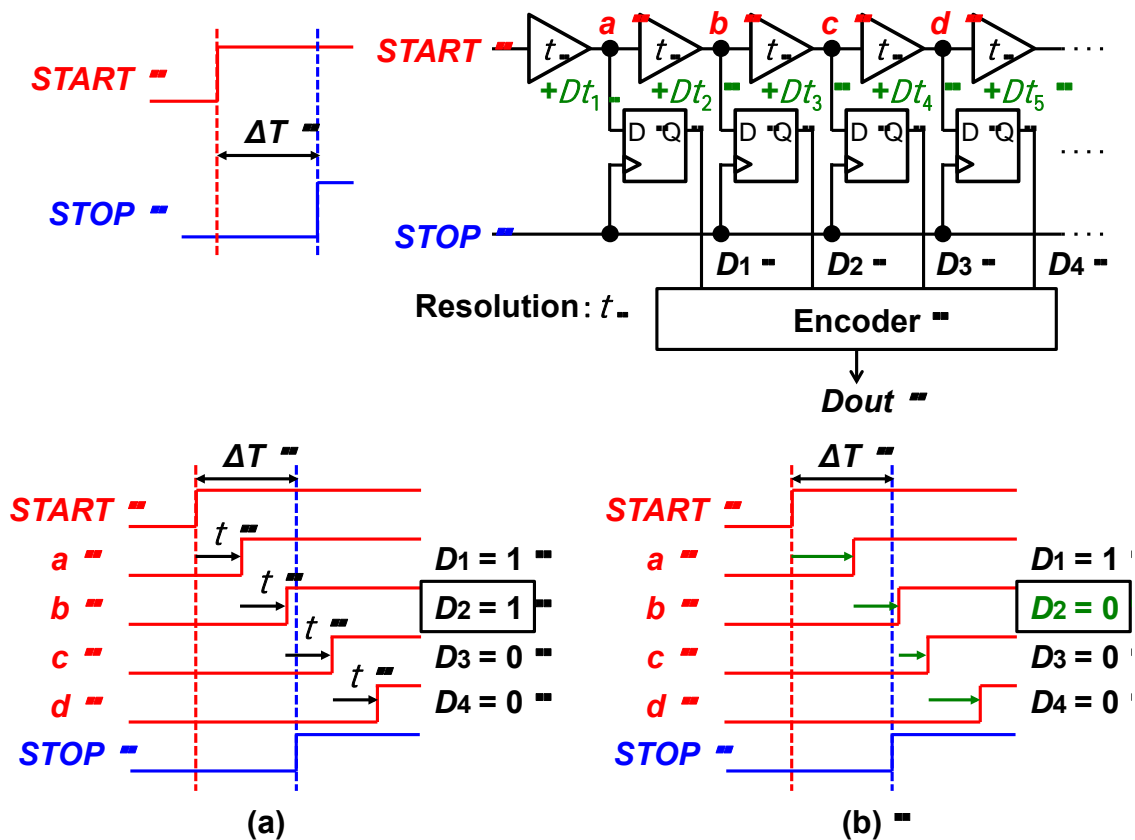 START
ΔT
STOP
a b c d
START t t t t t
+Dt1 +Dt2 +Dt3 +Dt4 +Dt5
D Q D Q D Q D Q
STOP
D1 D2 D3 D4
Resolution: t
Encoder
Dout
ΔT
START
t
a D1 = 1
t
b D2 = 1
t
c D3 = 0
t
d D4 = 0
STOP
(a)
ΔT
START
a D1 = 1
b D2 = 0
c D3 = 0
d D4 = 0
STOP
(b)